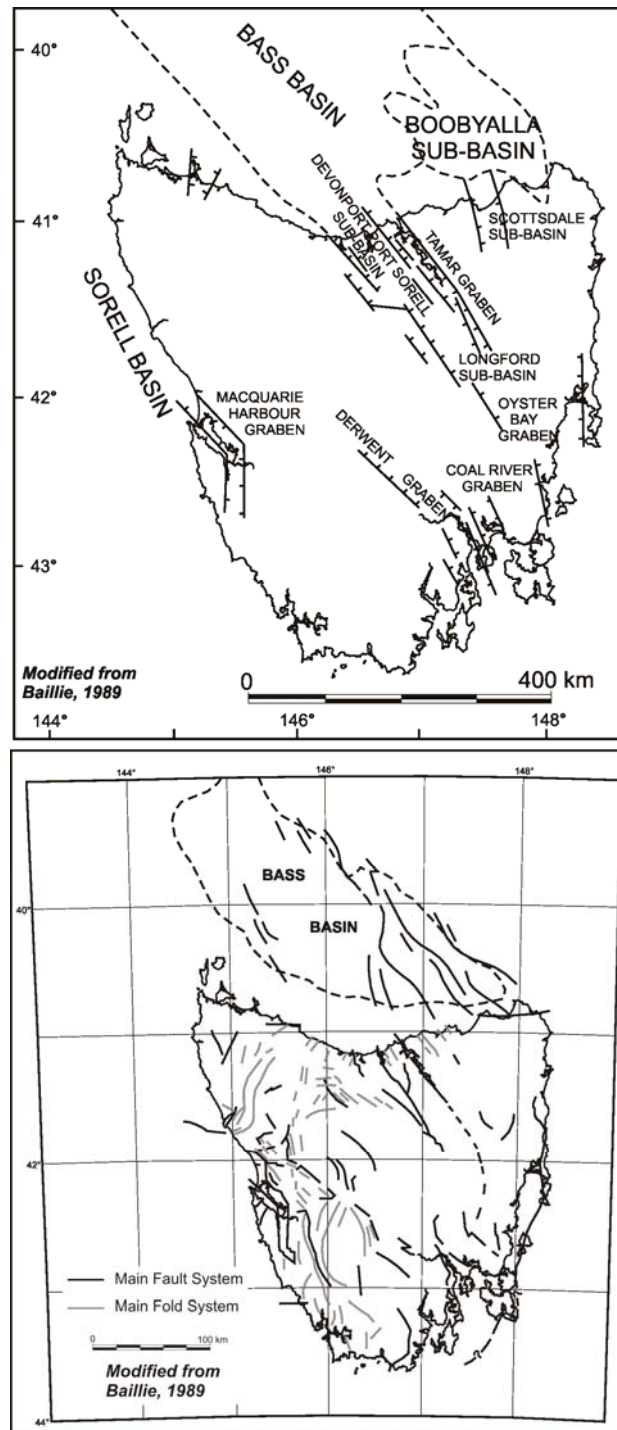 40°
BASS BASIN
BOOBYALLA
SUB-BASIN
41°
DEVONPORT-PORT SORELL
SUB-BASIN
TAMAR GRABEN
SCOTTSDALE
SUB-BASIN
SORELL BASIN
LONGFORD
SUB-BASIN
42°
MACQUARIE
HARBOUR
GRABEN
OYSTER
BAY
GRABEN
DERWENT
GRABEN
COAL RIVER
GRABEN
43°
Modified from
Baillie, 1989
0
400 km
144°
146°
148°
144°
146°
148°
BASS
40°
BASIN
42°
Main Fault System
Main Fold System
0
100 km
Modified from
Baillie, 1989
44°